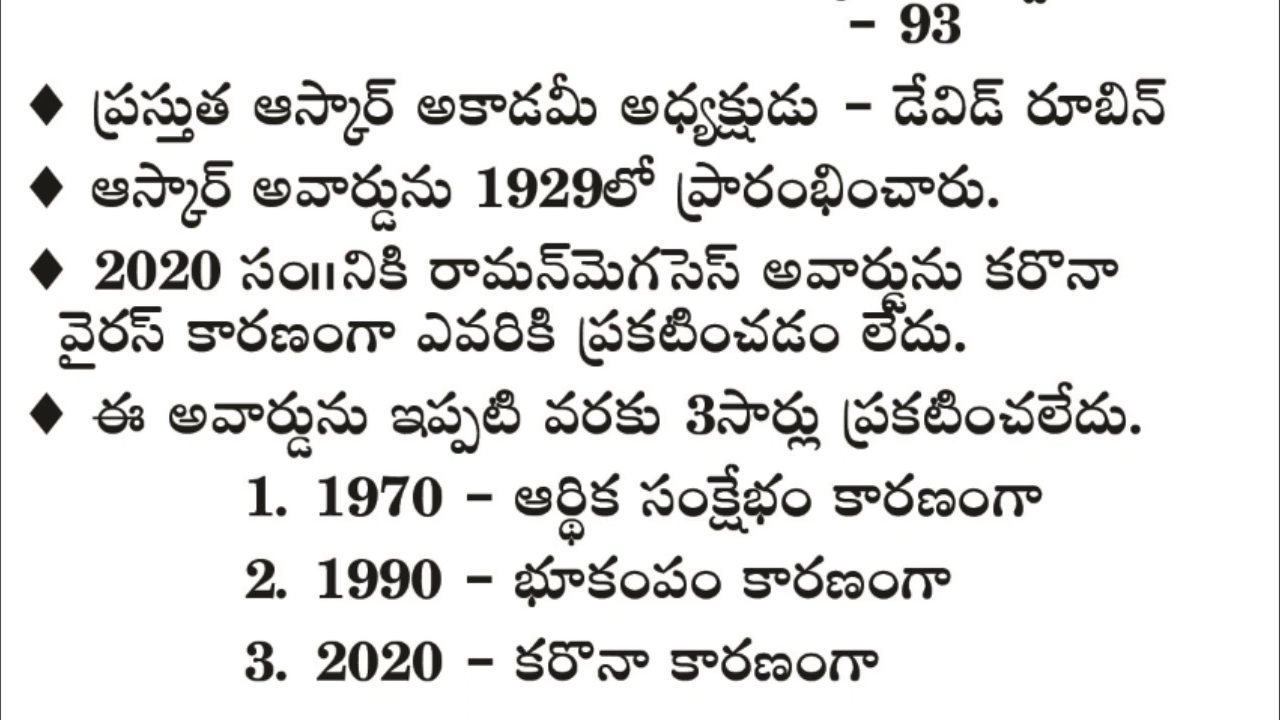 – 93
♦ ప్రస్తుత ఆస్కార్ అకాడమీ అధ్యక్షుడు – డేవిడ్ రూబిన్
♦ ఆస్కార్ అవార్డును 1929లో ప్రారంభించారు.
♦ 2020 సం॥నికి రామన్‌మెగసెస్ అవార్డును కరొనా
వైరస్ కారణంగా ఎవరికి ప్రకటించడం లేదు.
♦ ఈ అవార్డును ఇప్పటి వరకు 3సార్లు ప్రకటించలేదు.
1. 1970 – ఆర్థిక సంక్షేభం కారణంగా
2. 1990 – భూకంపం కారణంగా
3. 2020 – కరొనా కారణంగా